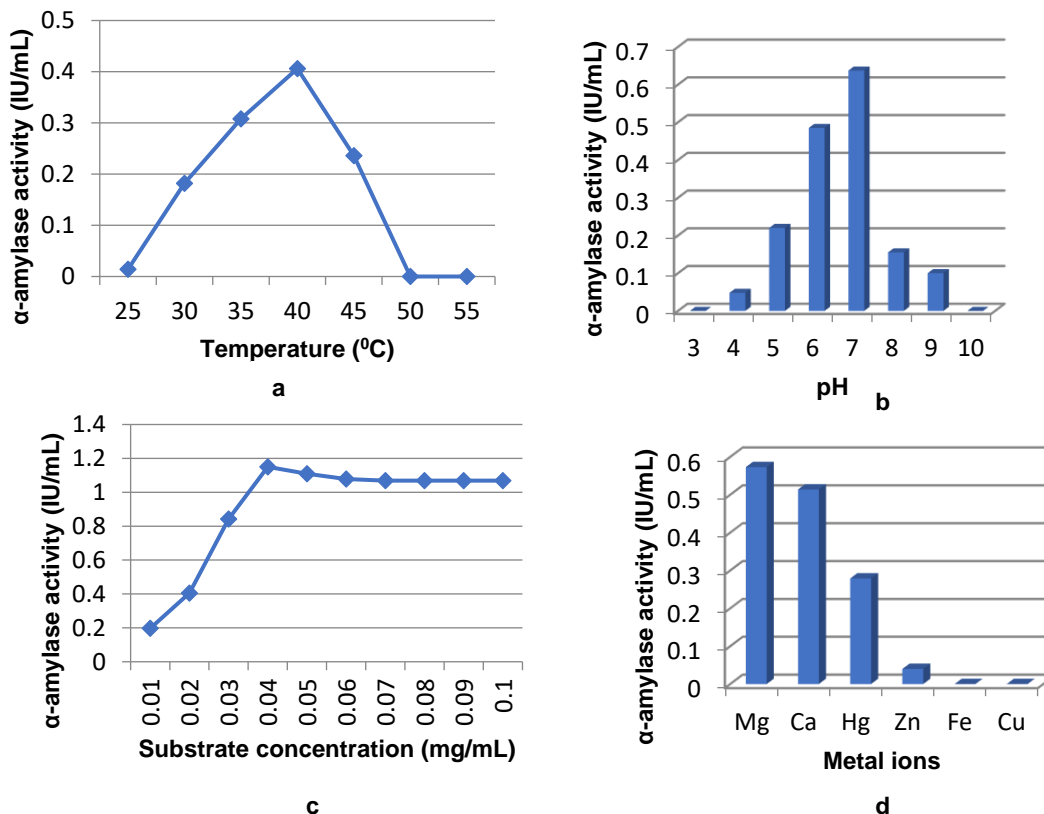 α-amylase activity (IU/mL)
0.5
0.4
0.3
0.2
0.1
0
25 30 35 40 45 50 55
Temperature (⁰C)
a
α-amylase activity (IU/mL)
0.7
0.6
0.5
0.4
0.3
0.2
0.1
0
3 4 5 6 7 8 9 10
pH
b
α-amylase activity (IU/mL)
1.4
1.2
1
0.8
0.6
0.4
0.2
0
0.01 0.02 0.03 0.04 0.05 0.06 0.07 0.08 0.09 0.1
Substrate concentration (mg/mL)
c
α-amylase activity (IU/mL)
0.6
0.5
0.4
0.3
0.2
0.1
0
Mg Ca Hg Zn Fe Cu
Metal ions
d